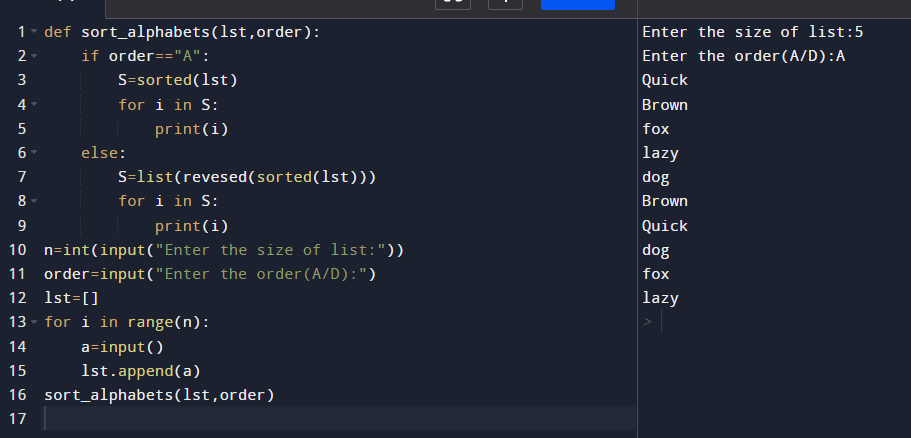 1 def sort_alphabets(lst,order):
2 if order=="A":
3 S=sorted(lst)
4 for i in S:
5 print(i)
6 else:
7 S=list(revesed(sorted(lst)))
8 for i in S:
9 print(i)
10 n=int(input("Enter the size of list:"))
11 order=input("Enter the order(A/D):")
12 lst=[]
13 for i in range(n):
14 a=input()
15 lst.append(a)
16 sort_alphabets(lst,order)
17
Enter the size of list:5
Enter the order(A/D):A
Quick
Brown
fox
lazy
dog
Brown
Quick
dog
fox
lazy
>